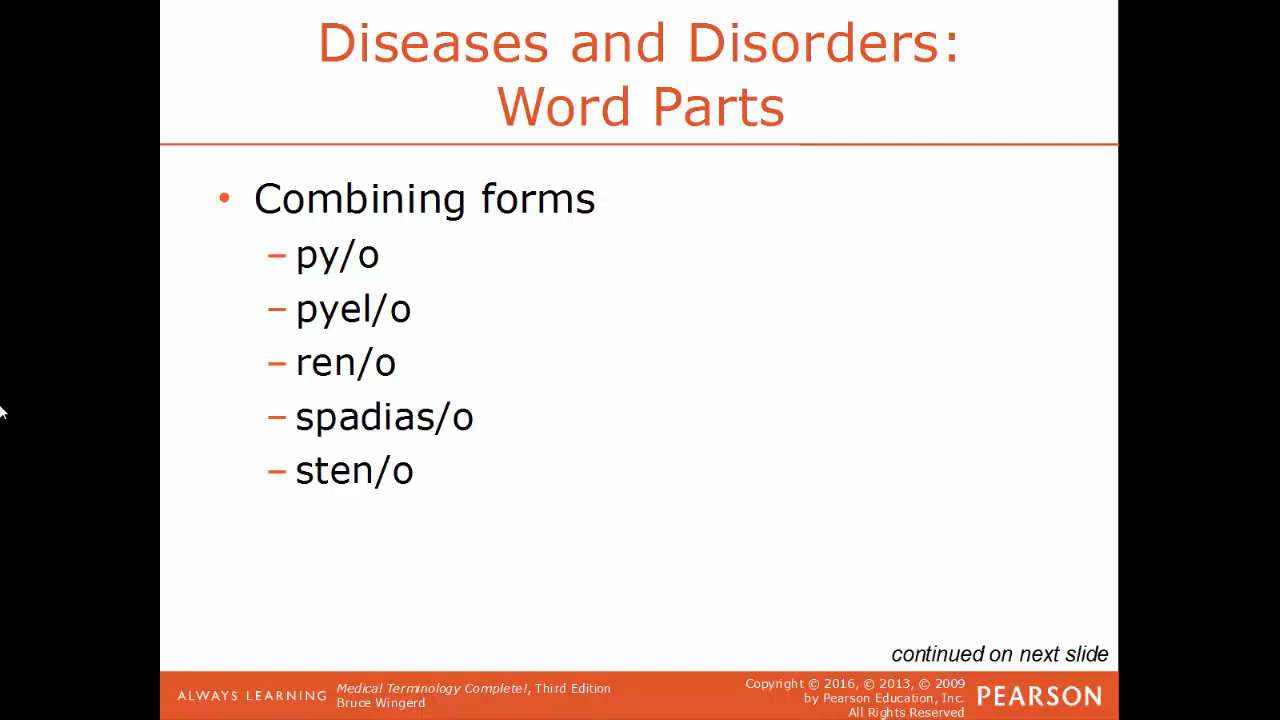 Diseases and Disorders:
Word Parts
• Combining forms
– py/o
– pyel/o
– ren/o
– spadias/o
– sten/o
continued on next slide
ALWAYS LEARNING
Medical Terminology Complete!, Third Edition
Bruce Wingerd
Copyright © 2016, © 2013, © 2009
by Pearson Education, Inc.
All Rights Reserved
PEARSON